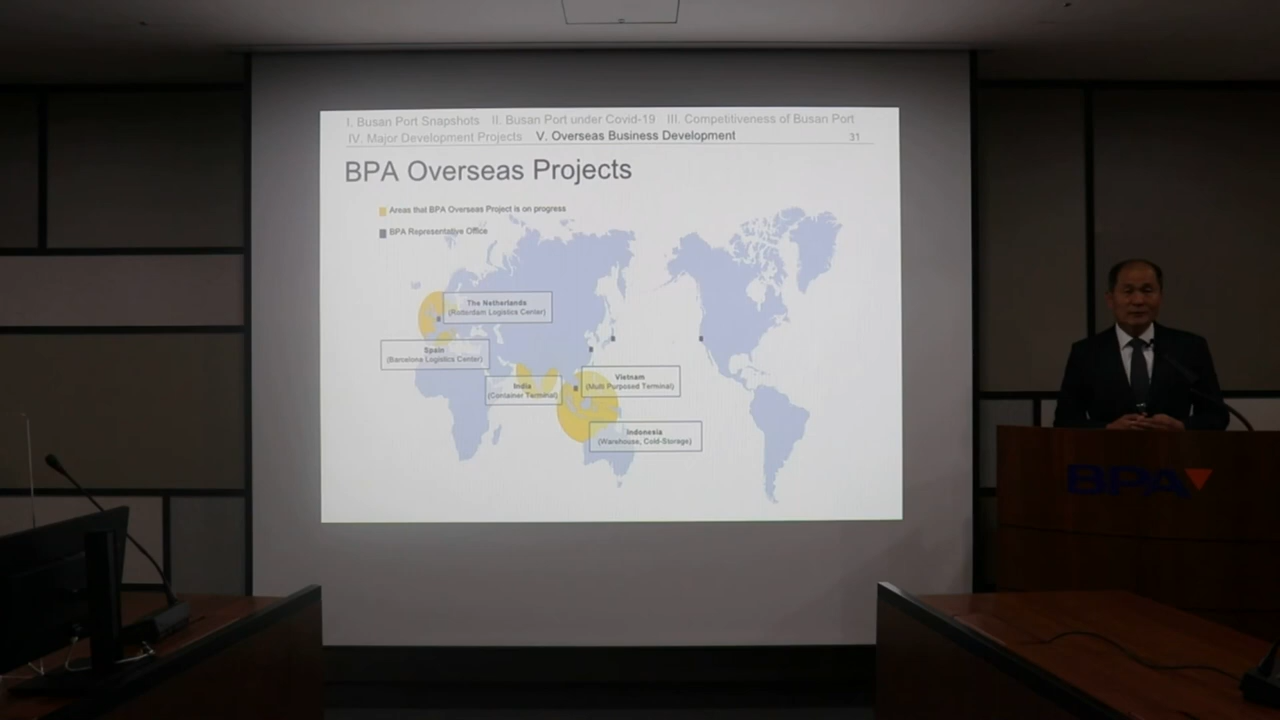 I. Busan Port Snapshots II. Busan Port under Covid-19 III. Competitiveness of Busan Port
IV. Major Development Projects V. Overseas Business Development 31
BPA Overseas Projects
Areas that BPA Overseas Project is on progress
BPA Representative Office
The Netherlands
(Rotterdam Logistics Center)
Spain
(Barcelona Logistics Center)
India
(Container Terminal)
Vietnam
(Multi Purposed Terminal)
Indonesia
(Warehouse, Cold-Storage)
BPA